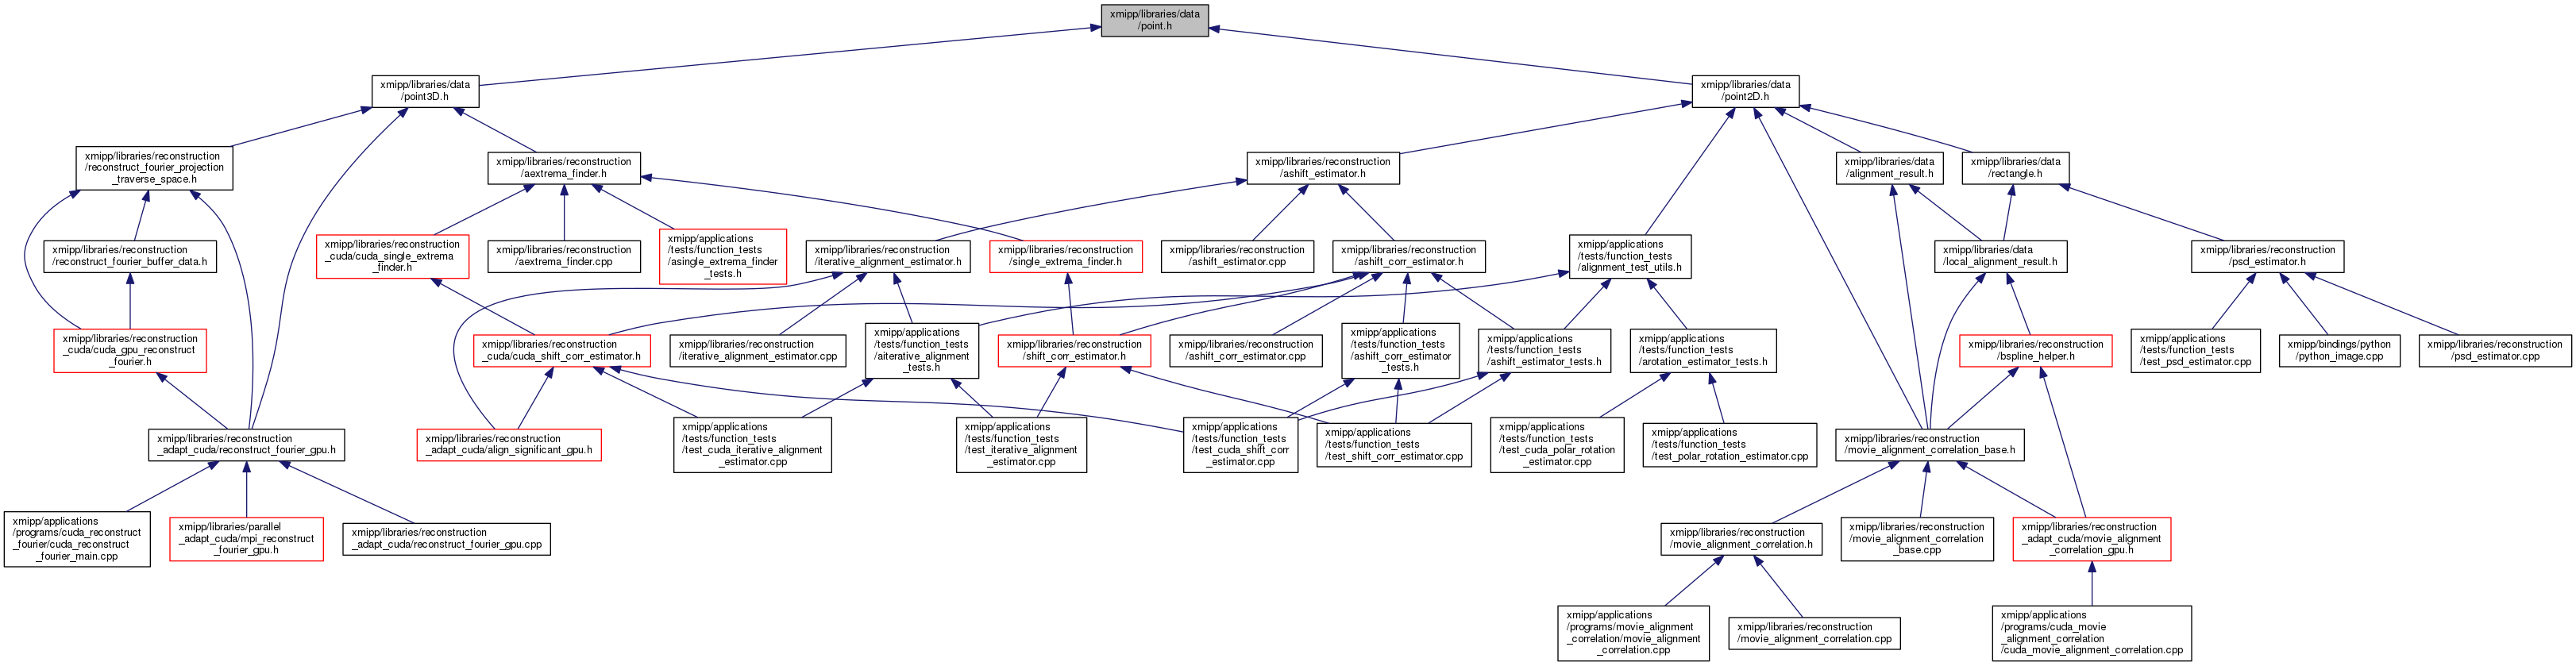 xmipp/libraries/data
/point.h
xmipp/libraries/data
/point3D.h
xmipp/libraries/data
/point2D.h
xmipp/libraries/reconstruction
/reconstruct_fourier_projection
_traverse_space.h
xmipp/libraries/reconstruction
/aextrema_finder.h
xmipp/libraries/reconstruction
/ashift_estimator.h
xmipp/libraries/data
/alignment_result.h
xmipp/libraries/data
/rectangle.h
xmipp/libraries/reconstruction
/reconstruct_fourier_buffer_data.h
xmipp/libraries/reconstruction
_cuda/cuda_single_extrema
_finder.h
xmipp/libraries/reconstruction
/aextrema_finder.cpp
xmipp/applications
/tests/function_tests
/asingle_extrema_finder
_tests.h
xmipp/libraries/reconstruction
/iterative_alignment_estimator.h
xmipp/libraries/reconstruction
/single_extrema_finder.h
xmipp/libraries/reconstruction
/ashift_estimator.cpp
xmipp/libraries/reconstruction
/ashift_corr_estimator.h
xmipp/applications
/tests/function_tests
/alignment_test_utils.h
xmipp/libraries/data
/local_alignment_result.h
xmipp/libraries/reconstruction
/psd_estimator.h
xmipp/libraries/reconstruction
_cuda/cuda_gpu_reconstruct
_fourier.h
xmipp/libraries/reconstruction
_cuda/cuda_shift_corr_estimator.h
xmipp/libraries/reconstruction
/iterative_alignment_estimator.cpp
xmipp/applications
/tests/function_tests
/aiterative_alignment
_tests.h
xmipp/libraries/reconstruction
/shift_corr_estimator.h
xmipp/libraries/reconstruction
/ashift_corr_estimator.cpp
xmipp/applications
/tests/function_tests
/ashift_corr_estimator
_tests.h
xmipp/applications
/tests/function_tests
/ashift_estimator_tests.h
xmipp/applications
/tests/function_tests
/arotation_estimator_tests.h
xmipp/libraries/reconstruction
/bspline_helper.h
xmipp/applications
/tests/function_tests
/test_psd_estimator.cpp
xmipp/bindings/python
/python_image.cpp
xmipp/libraries/reconstruction
/psd_estimator.cpp
xmipp/libraries/reconstruction
_adapt_cuda/reconstruct_fourier_gpu.h
xmipp/libraries/reconstruction
_adapt_cuda/align_significant_gpu.h
xmipp/applications
/tests/function_tests
/test_cuda_iterative_alignment
_estimator.cpp
xmipp/applications
/tests/function_tests
/test_iterative_alignment
_estimator.cpp
xmipp/applications
/tests/function_tests
/test_cuda_shift_corr
_estimator.cpp
xmipp/applications
/tests/function_tests
/test_shift_corr_estimator.cpp
xmipp/applications
/tests/function_tests
/test_cuda_polar_rotation
_estimator.cpp
xmipp/applications
/tests/function_tests
/test_polar_rotation_estimator.cpp
xmipp/libraries/reconstruction
/movie_alignment_correlation_base.h
xmipp/applications
/programs/cuda_reconstruct
_fourier/cuda_reconstruct
_fourier_main.cpp
xmipp/libraries/parallel
_adapt_cuda/mpi_reconstruct
_fourier_gpu.h
xmipp/libraries/reconstruction
_adapt_cuda/reconstruct_fourier_gpu.cpp
xmipp/libraries/reconstruction
/movie_alignment_correlation.h
xmipp/libraries/reconstruction
/movie_alignment_correlation
_base.cpp
xmipp/libraries/reconstruction
_adapt_cuda/movie_alignment
_correlation_gpu.h
xmipp/applications
/programs/movie_alignment
_correlation/movie_alignment
_correlation.cpp
xmipp/libraries/reconstruction
/movie_alignment_correlation.cpp
xmipp/applications
/programs/cuda_movie
_alignment_correlation
/cuda_movie_alignment_correlation.cpp